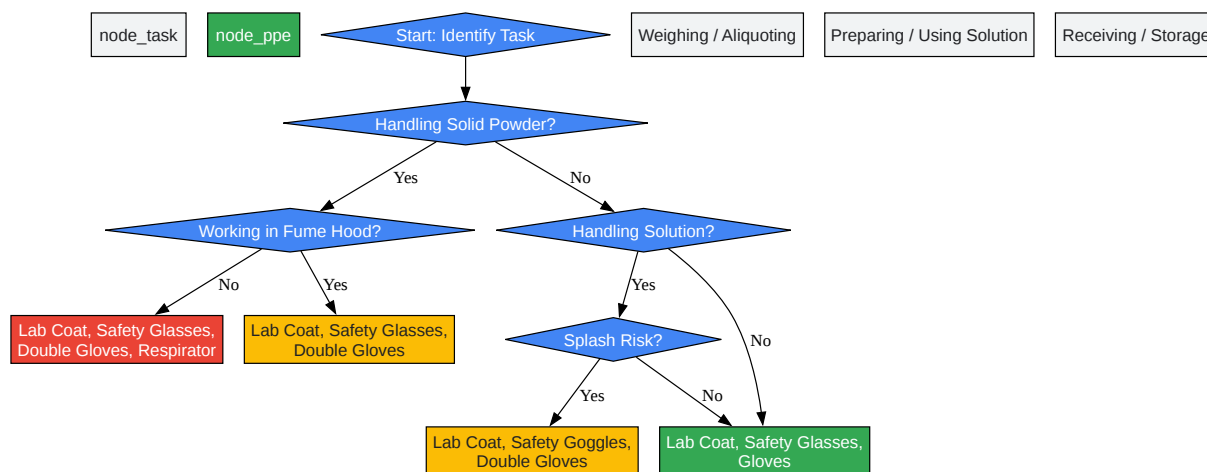 node_task
node_ppe
Start: Identify Task
Weighing / Aliquoting
Preparing / Using Solution
Receiving / Storage
Handling Solid Powder?
Yes
No
Working in Fume Hood?
Handling Solution?
No
Yes
Yes
No
Lab Coat, Safety Glasses,
Double Gloves, Respirator
Lab Coat, Safety Glasses,
Double Gloves
Splash Risk?
Yes
No
Lab Coat, Safety Goggles,
Double Gloves
Lab Coat, Safety Glasses,
Gloves